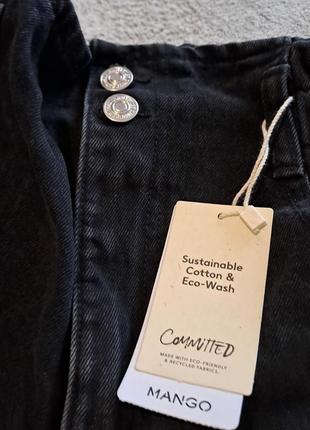 Sustainable
Cotton &
Eco-Wash
Committed
MADE WITH ECO-FRIENDLY
& RECYCLED FABRICS.
MANGO